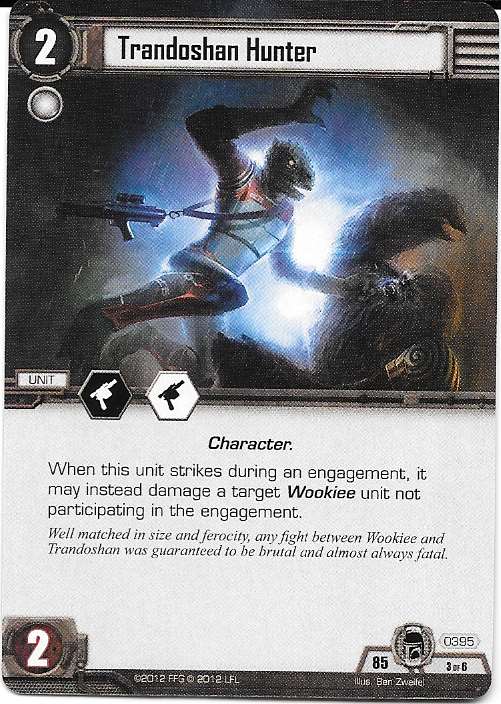 2
Trandoshan Hunter
UNIT
Character.
When this unit strikes during an engagement, it
may instead damage a target Wookiee unit not
participating in the engagement.
Well matched in size and ferocity, any fight between Wookiee and
Trandoshan was guaranteed to be brutal and almost always fatal.
2
85
0395
3 OF 6
©2012 FFG © 2012 LFL
Illus. Ben Zweifel